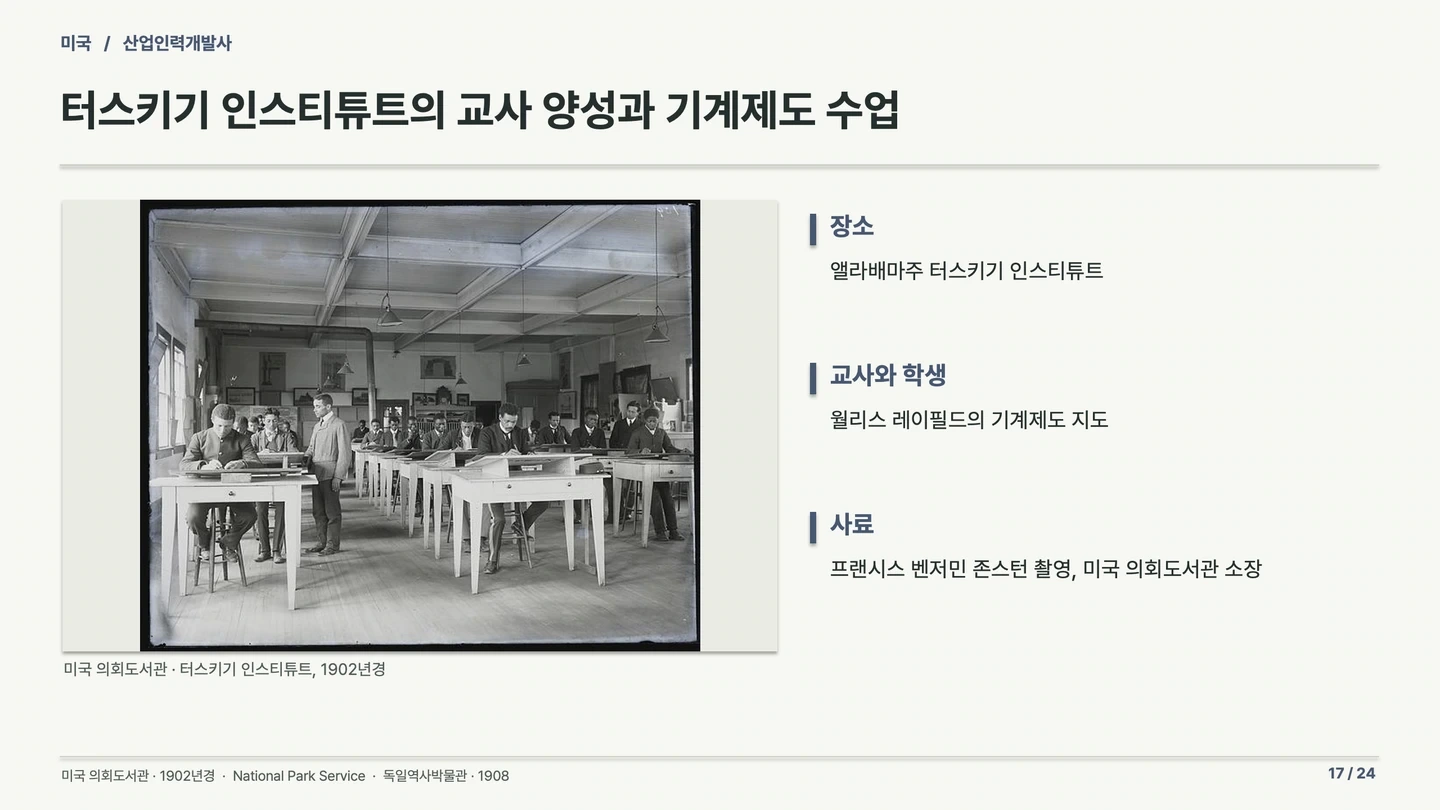 미국 / 산업인력개발사
터스키기 인스티튜트의 교사 양성과 기계제도 수업
장소
앨라배마주 터스키기 인스티튜트
교사와 학생
월리스 레이필드의 기계제도 지도
사료
프랜시스 벤저민 존스턴 촬영, 미국 의회도서관 소장
미국 의회도서관 · 터스키기 인스티튜트, 1902년경
미국 의회도서관 · 1902년경 · National Park Service · 독일역사박물관 · 1908
17 / 24